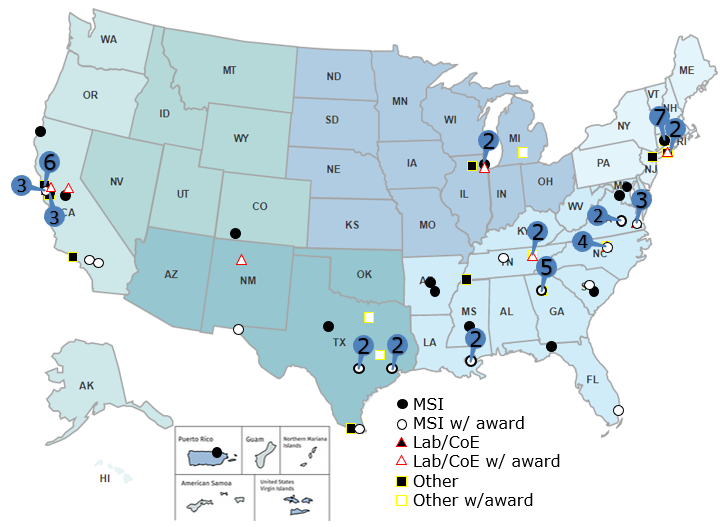 WA
ME
MT
ND
VT
OR
MN
7
NH
2
ID
SD
WI
NY
RI
2
MI
WY
6
IA
PA
NJ
NE
3
NV
OH
UT
IL
IN
CO
WV
3
CA
3
KS
MO
2
KY
2
4
NC
TN
5
OK
AZ
NM
MS
AL
GA
TX
2
2
2
LA
FL
AK
MSI
MSI w/ award
Lab/CoE
Lab/CoE w/ award
Other
Other w/award
Puerto Rico
Guam
Northern Mariana
Islands
HI
American Samoa
United States
Virgin Islands